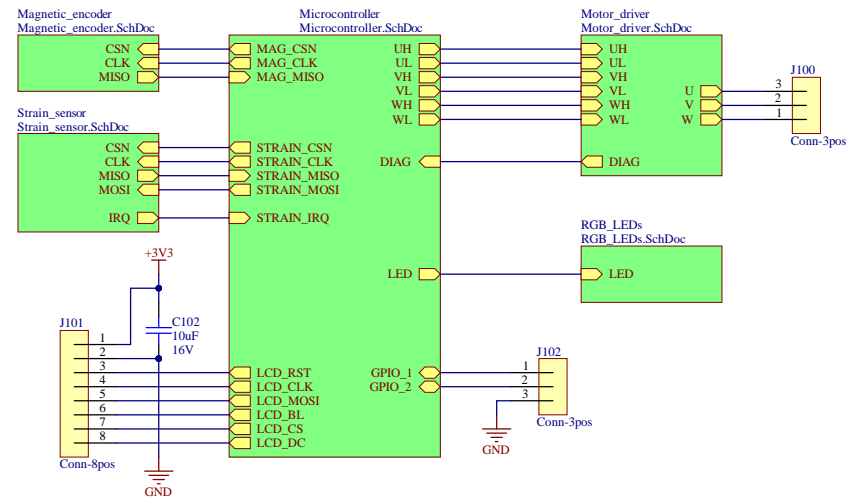 Magnetic_encoder
Magnetic_encoder.SchDoc
CSN
CLK
MISO
Strain_sensor
Strain_sensor.SchDoc
CSN
CLK
MISO
MOSI
IRQ
Microcontroller
Microcontroller.SchDoc
MAG_CSN
MAG_CLK
MAG_MISO
STRAIN_CSN
STRAIN_CLK
STRAIN_MISO
STRAIN_MOSI
STRAIN_IRQ
LCD_RST
LCD_CLK
LCD_MOSI
LCD_BL
LCD_CS
LCD_DC
UH
UL
VH
VL
WH
WL
DIAG
LED
GPIO_1
GPIO_2
Motor_driver
Motor_driver.SchDoc
UH
UL
VH
VL
WH
WL
DIAG
U
V
W
J100
3
2
1
Conn-3pos
RGB_LEDs
RGB_LEDs.SchDoc
LED
+3V3
C102
10uF
16V
J101
1
2
3
4
5
6
7
8
Conn-8pos
GND
J102
1
2
3
Conn-3pos
GND